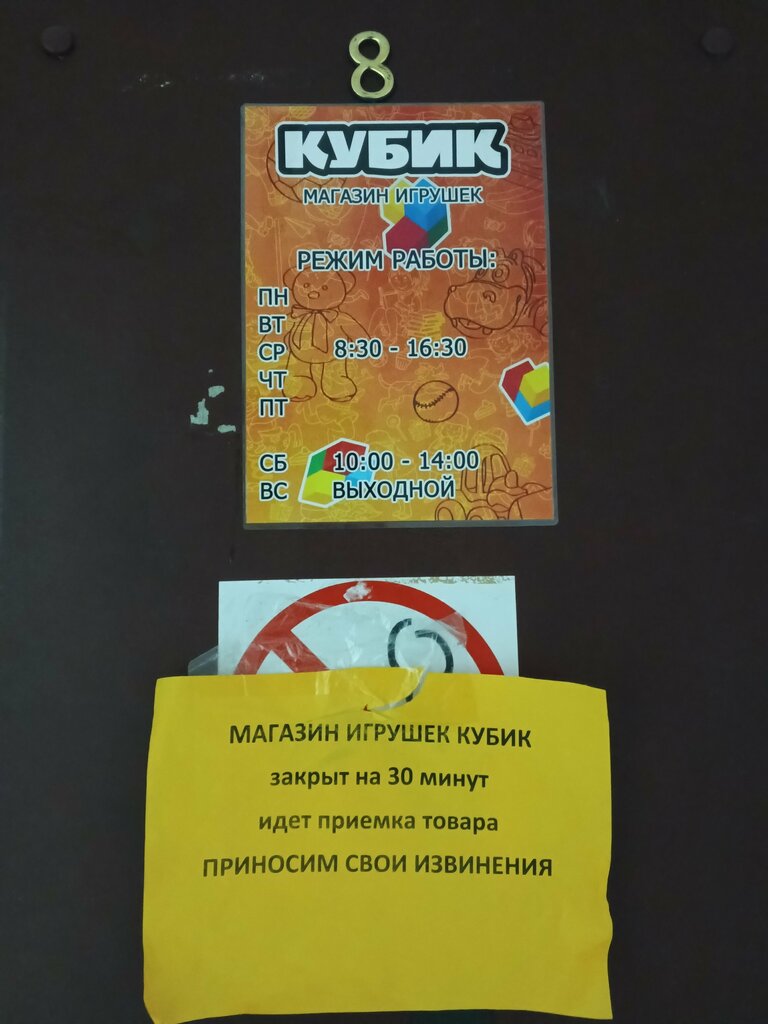 8
КУБИК
МАГАЗИН ИГРУШЕК
РЕЖИМ РАБОТЫ:
ПН
ВТ
СР 8:30 - 16:30
ЧТ
ПТ
СБ 10:00 - 14:00
ВС ВЫХОДНОЙ
МАГАЗИН ИГРУШЕК КУБИК
закрыт на 30 минут
идет приемка товара
ПРИНОСИМ СВОИ ИЗВИНЕНИЯ